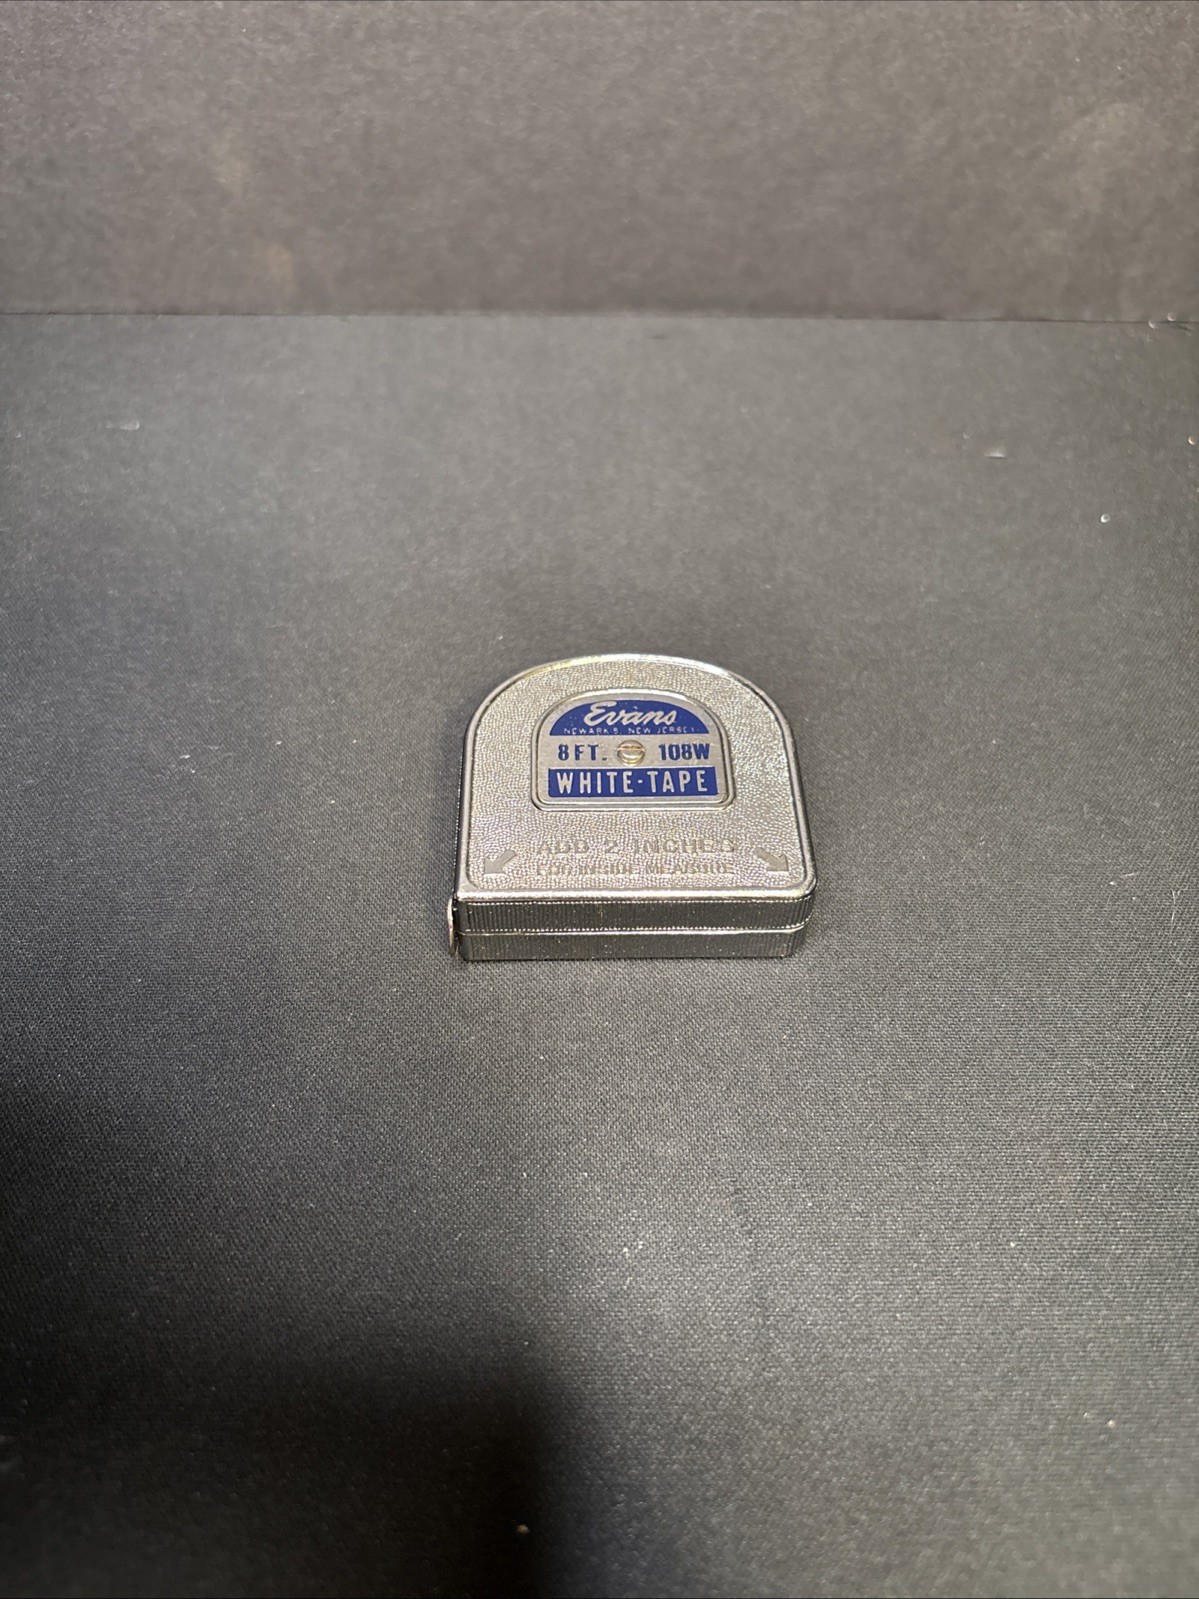 Evans
NEWARK 5, NEW JERSEY
8 FT. 108W
WHITE-TAPE
ADD 2 INCHES
FOR INSIDE MEASURE